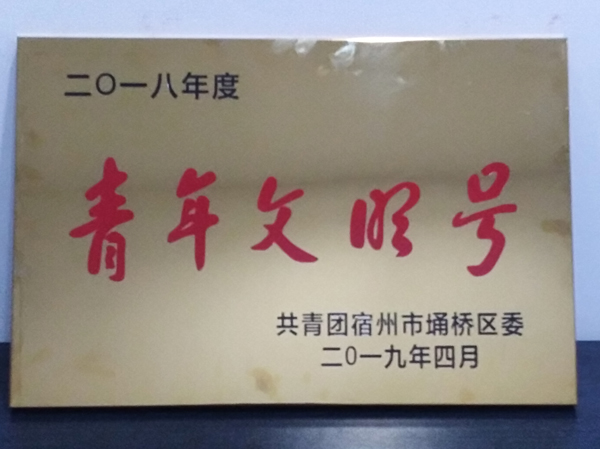 二〇一八年度
青年文明号
共青团宿州市埇桥区委
二0一九年四月